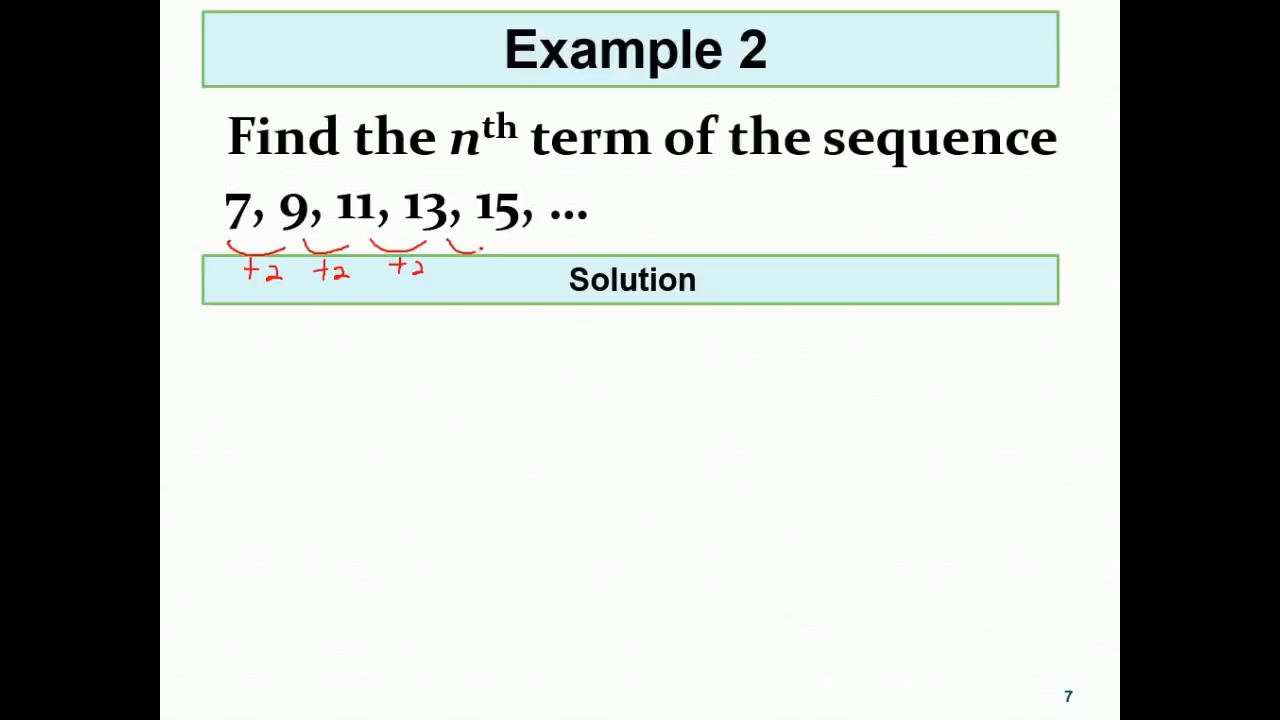 Example 2
Find the nth term of the sequence
7, 9, 11, 13, 15, ...
+2 +2 +2
Solution
7